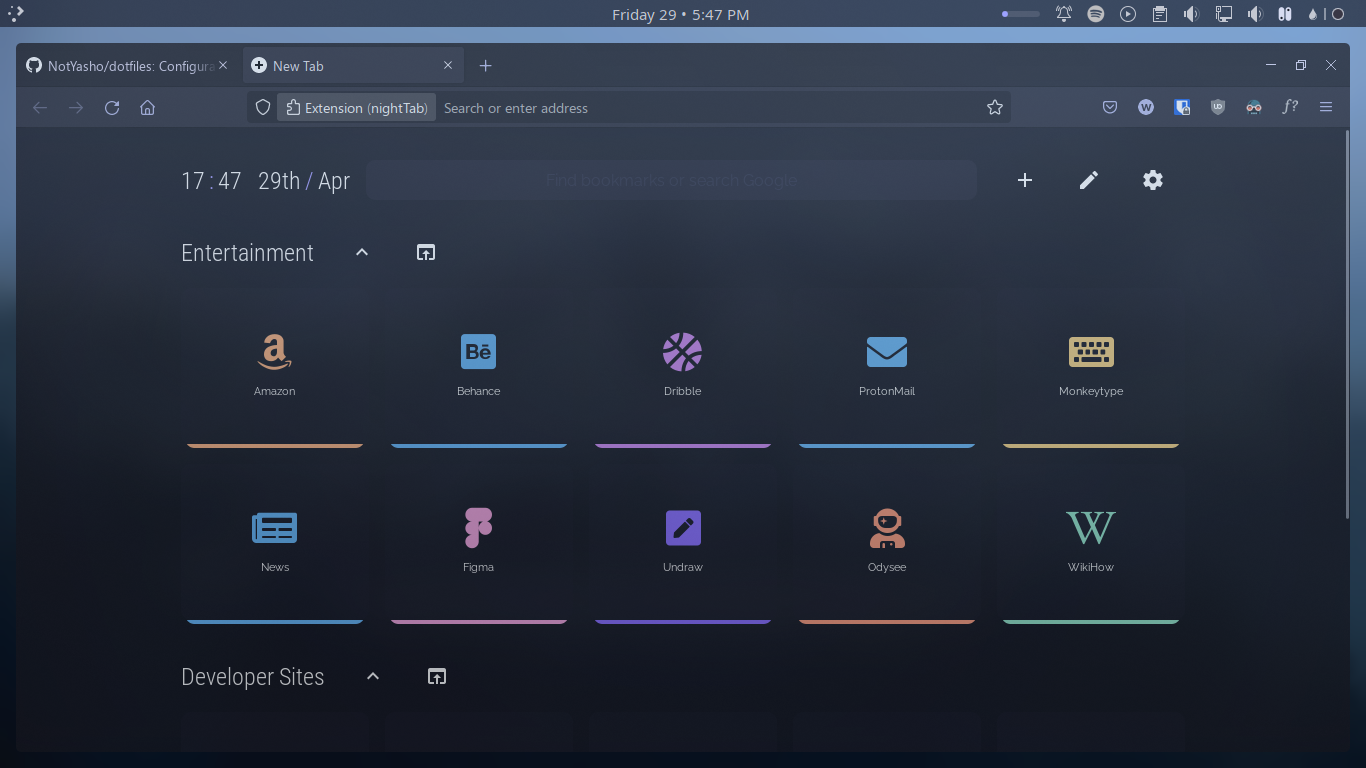 Friday 29 • 5:47 PM
NotYasho/dotfiles: Configura
New Tab
Extension (nightTab)
Search or enter address
W
UD
f?
17 : 47 29th / Apr
Find bookmarks or search Google
Entertainment
a
Bē
Amazon
Behance
Dribble
ProtonMail
Monkeytype
W
News
Figma
Undraw
Odysee
WikiHow
Developer Sites